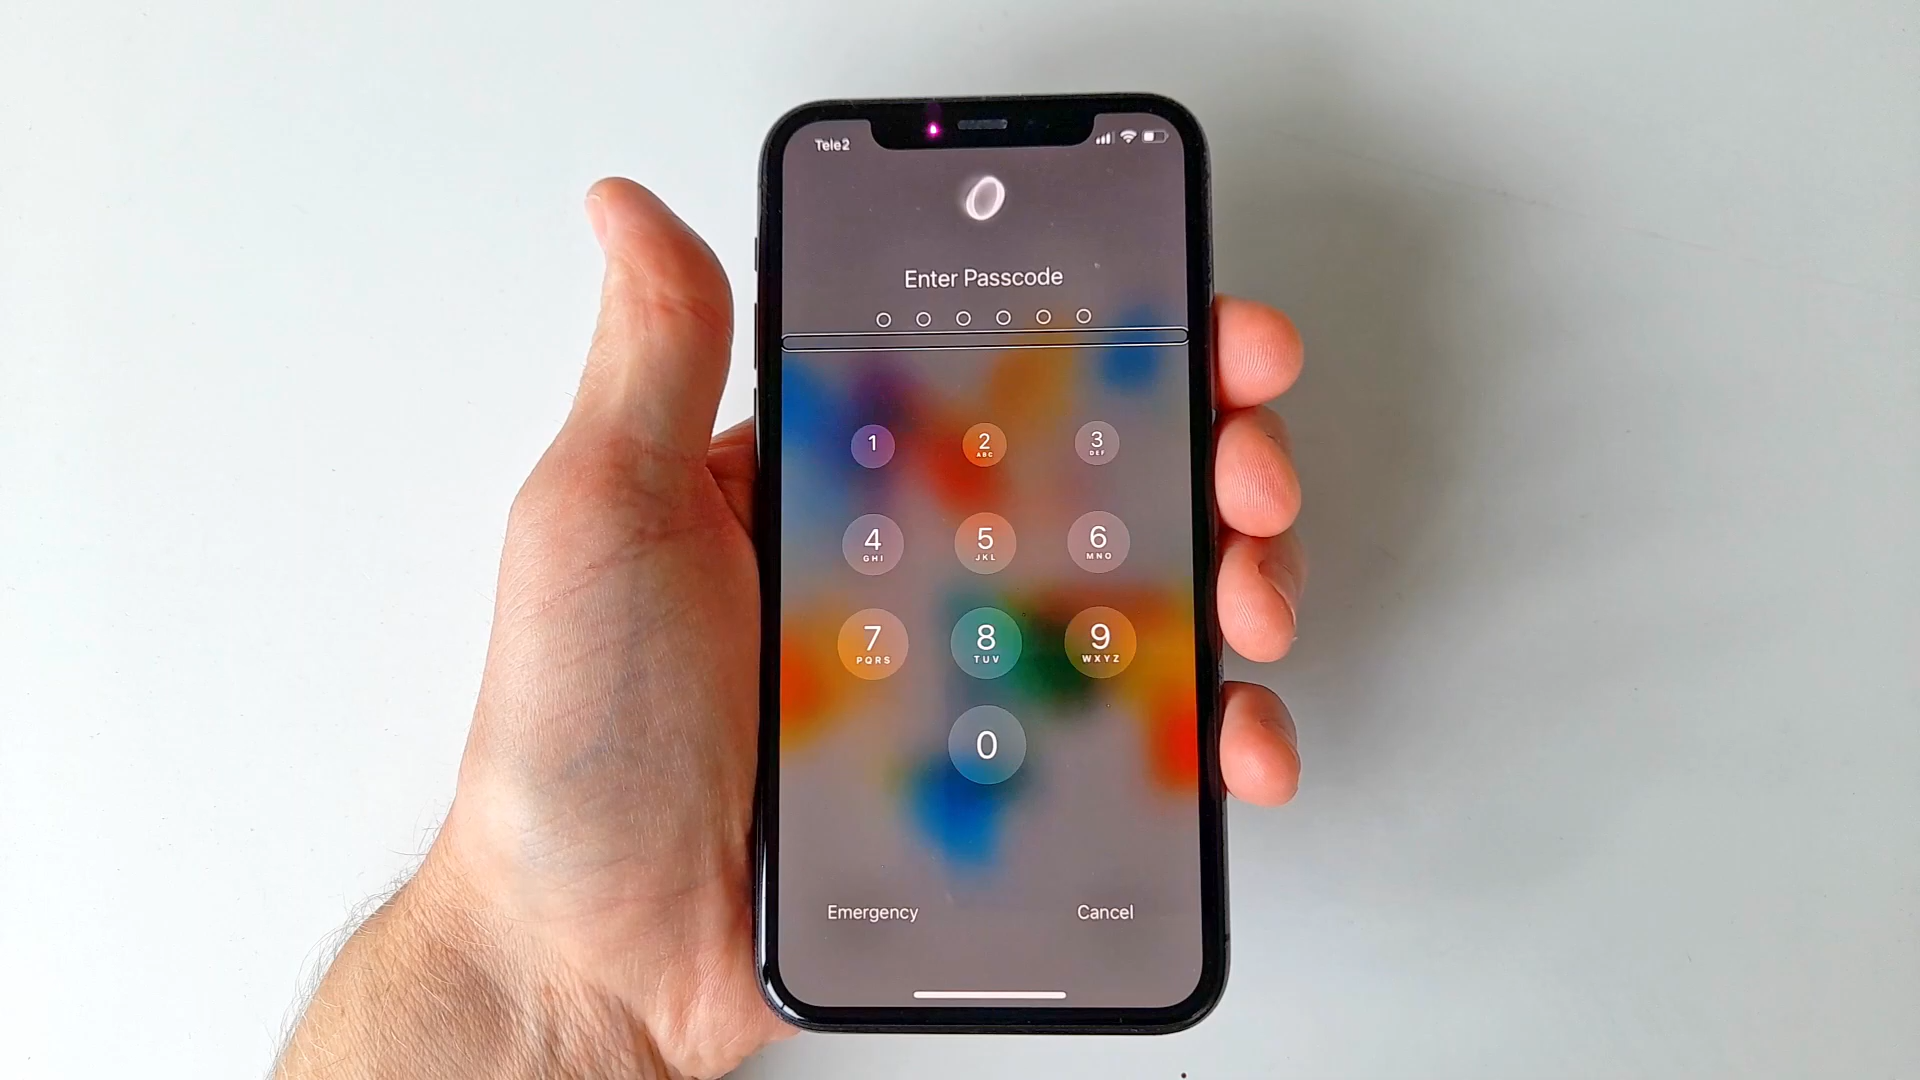 Tele2
Enter Passcode
1 2 3
ABC DEF
4 5 6
GHI JKL MNO
7 8 9
PQRS TUV WXYZ
0
Emergency Cancel